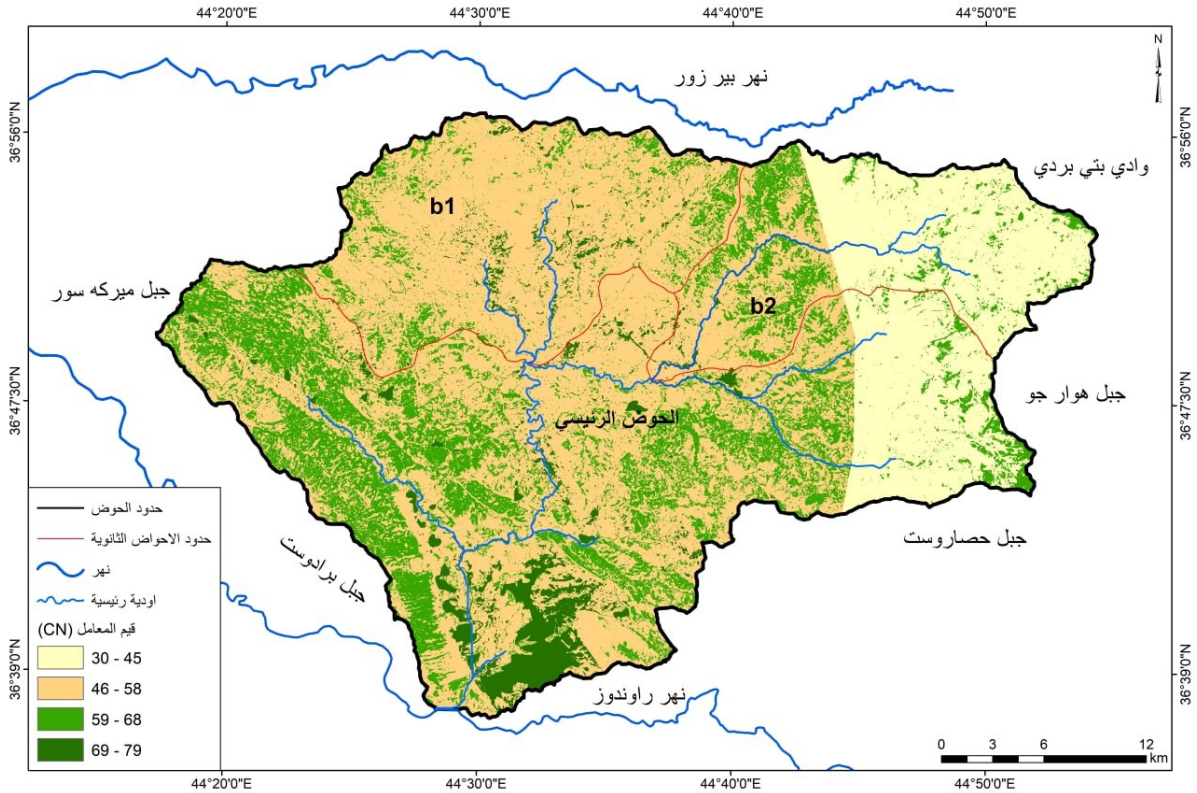 44°20'0"E
44°30'0"E
44°40'0"E
44°50'0"E
N
نهر بير زور
36°56'0"N
36°56'0"N
وادي بتي بردي
b1
جبل ميركه سور
b2
جبل هوار جو
36°47'30"N
36°47'30"N
الحوض الرئيسي
جبل حصاروست
جبل برادوست
نهر راوندوز
36°39'0"N
36°39'0"N
حدود الحوض
حدود الاحواض الثانوية
نهر
اودية رئيسية
قيم المعامل (CN)
30 - 45
46 - 58
59 - 68
69 - 79
0 3 6 12
km
44°20'0"E
44°30'0"E
44°40'0"E
44°50'0"E